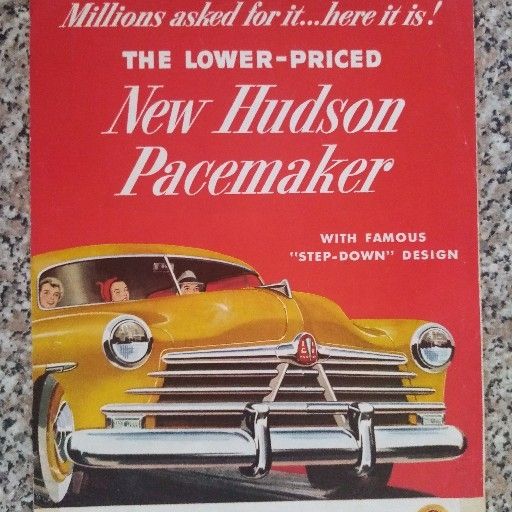 Millions asked for it...here it is!
THE LOWER-PRICED
New Hudson
Pacemaker
WITH FAMOUS
"STEP-DOWN" DESIGN